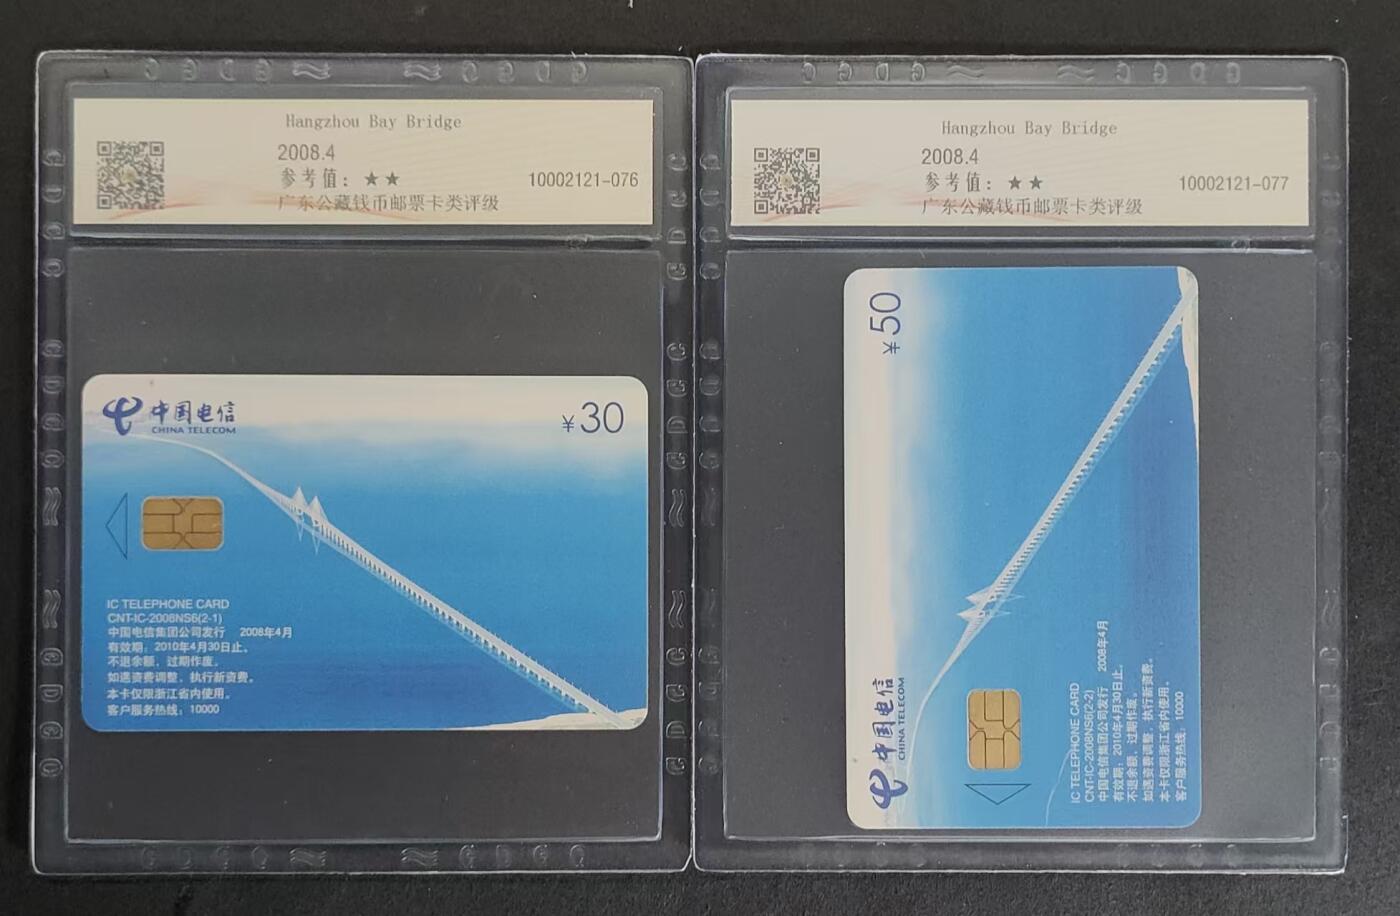 Hangzhou Bay Bridge
2008.4
参考值：★★
10002121-076
广东公藏钱币邮票卡类评级
中国电信
CHINA TELECOM
¥30
IC TELEPHONE CARD
CNT-IC-2008NS6(2-1)
中国电信集团公司发行 2008年4月
有效期：2010年4月30日止。
不退余额，过期作废。
如遇资费调整，执行新资费。
本卡仅限浙江省内使用。
客户服务热线：10000
Hangzhou Bay Bridge
2008.4
参考值：★★
10002121-077
广东公藏钱币邮票卡类评级
中国电信
CHINA TELECOM
¥50
IC TELEPHONE CARD
CNT-IC-2008NS6(2-2)
中国电信集团公司发行 2008年4月
有效期：2010年4月30日止。
不退余额，过期作废。
如遇资费调整，执行新资费。
本卡仅限浙江省内使用。
客户服务热线：10000